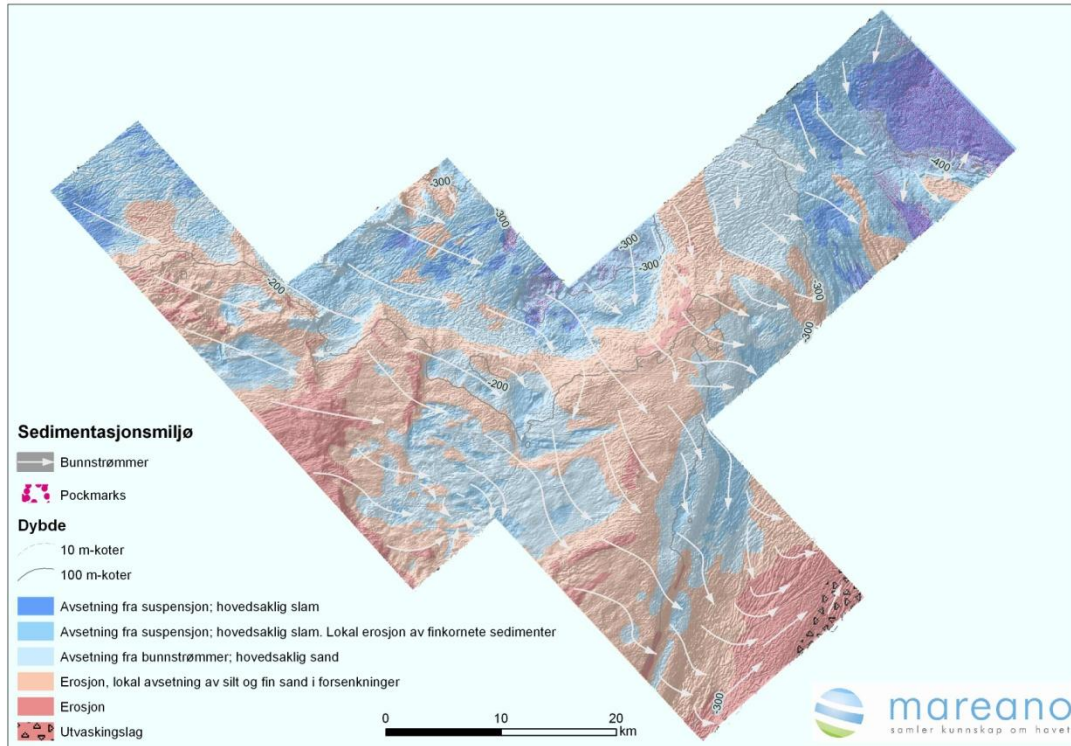 -300
-300
-300
-300
-400
-200
-300
-300
-200
-300
Sedimentasjonsmiljø
Bunnstrømmer
Pockmarks
Dybde
10 m-koter
100 m-koter
Avsetning fra suspensjon; hovedsaklig slam
Avsetning fra suspensjon; hovedsaklig slam. Lokal erosjon av finkornete sedimenter
Avsetning fra bunnstrømmer; hovedsaklig sand
Erosjon, lokal avsetning av silt og fin sand i forsenkninger
Erosjon
Utvaskingslag
0 10 20
km
mareano
samler kunnskap om havet